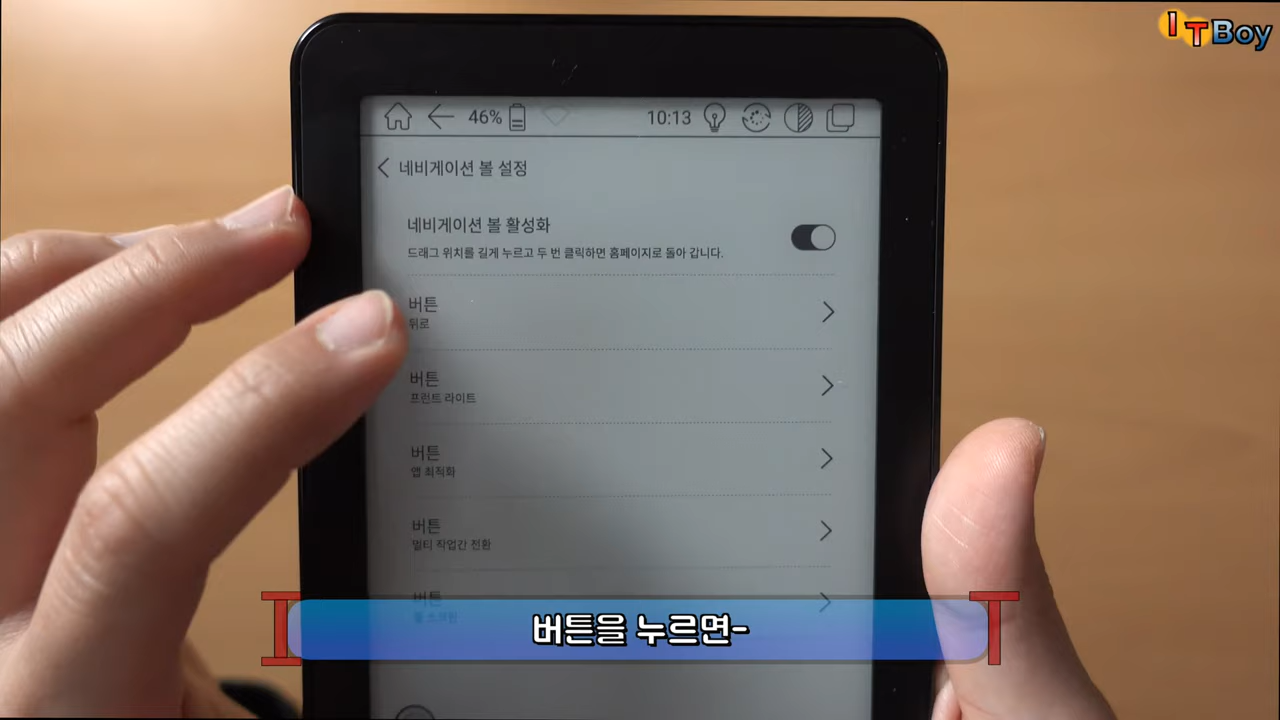 ITBoy
46% 10:13
네비게이션 볼 설정
네비게이션 볼 활성화
드래그 위치를 길게 누르고 두 번 클릭하면 홈페이지로 돌아 갑니다.
버튼
뒤로
버튼
프런트 라이트
버튼
앱 최적화
버튼
멀티 작업간 전환
버튼
버튼을 누르면-